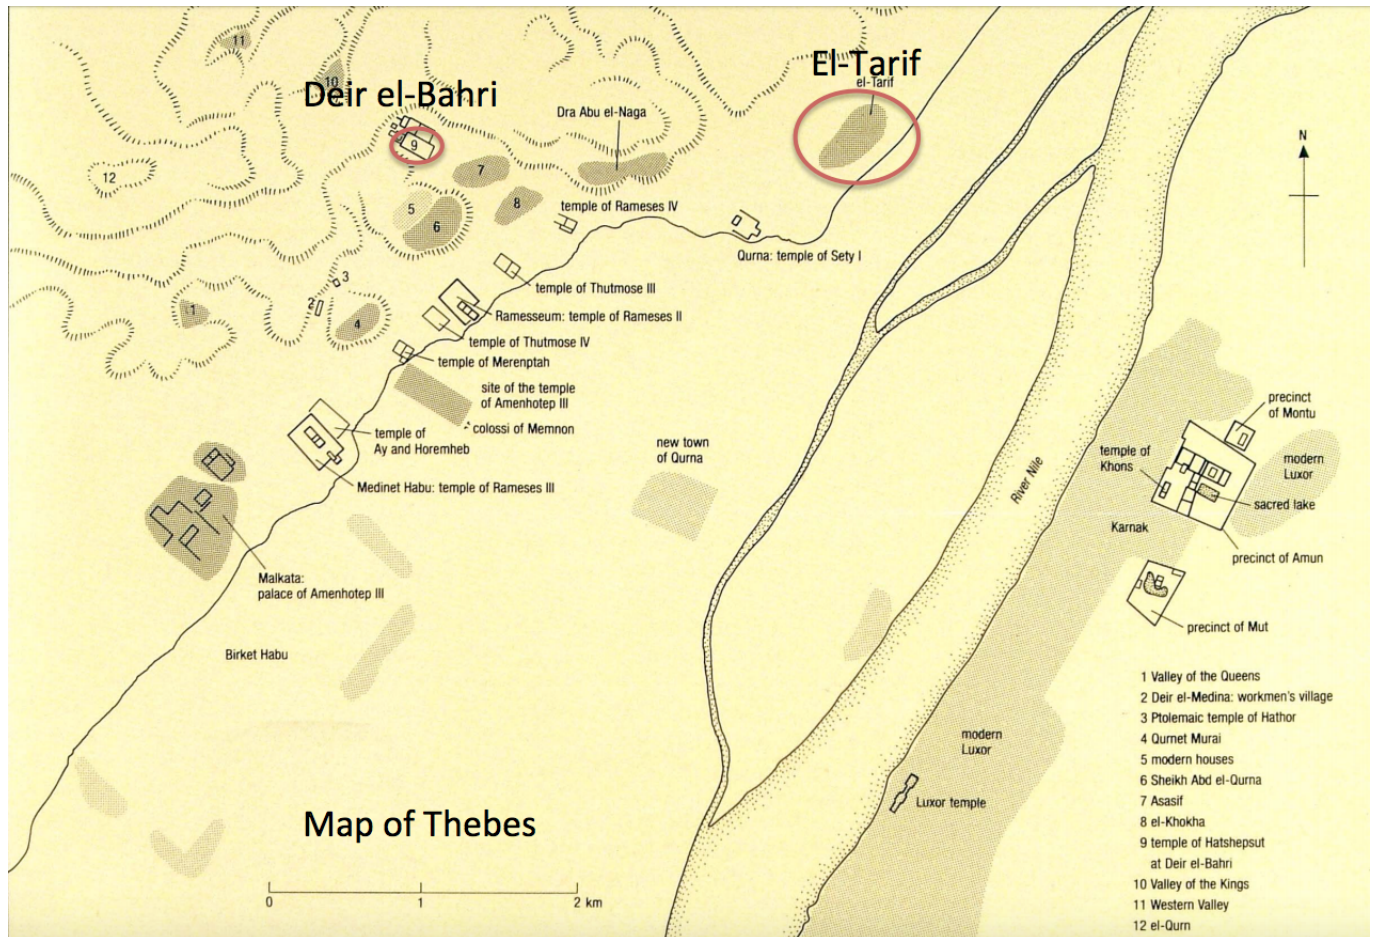 El-Tarif
el-Tarif
Deir el-Bahri
11
10
Dra Abu el-Naga
N
9
12
7
8
5
6
temple of Rameses IV
Qurna: temple of Sety I
3
2
1
4
temple of Thutmose III
Ramesseum: temple of Rameses II
temple of Thutmose IV
temple of Merenptah
site of the temple
of Amenhotep III
colossi of Memnon
temple of
Ay and Horemheb
Medinet Habu: temple of Rameses III
new town
of Qurna
precinct
of Montu
temple of
Khons
modern
Luxor
sacred lake
River Nile
Karnak
precinct of Amun
Malkata:
palace of Amenhotep III
precinct of Mut
Birket Habu
modern
Luxor
Luxor temple
Map of Thebes
0
1
2 km
1 Valley of the Queens
2 Deir el-Medina: workmen's village
3 Ptolemaic temple of Hathor
4 Qurnet Murai
5 modern houses
6 Sheikh Abd el-Qurna
7 Asasif
8 el-Khokha
9 temple of Hatshepsut
at Deir el-Bahri
10 Valley of the Kings
11 Western Valley
12 el-Qurn